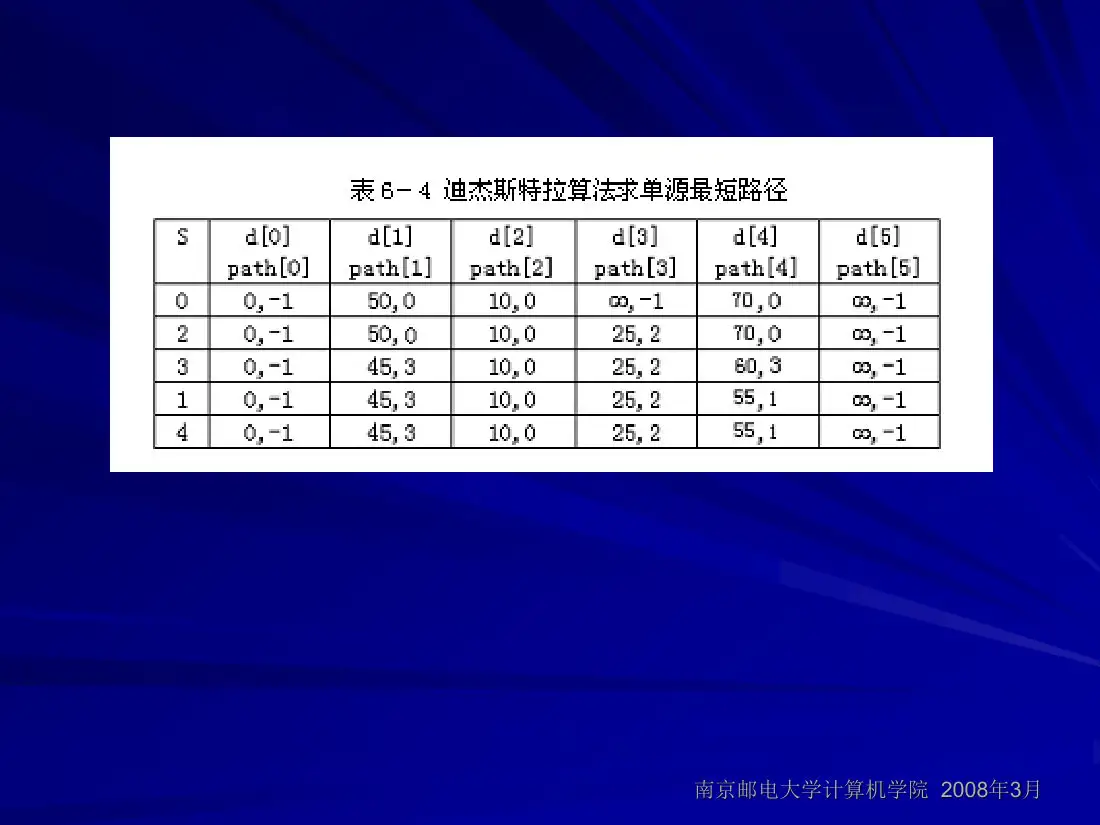 表6-4 迪杰斯特拉算法求单源最短路径
S d[0] d[1] d[2] d[3] d[4] d[5]
path[0] path[1] path[2] path[3] path[4] path[5]
0 0,-1 50,0 10,0 ∞,-1 70,0 ∞,-1
2 0,-1 50,0 10,0 25,2 70,0 ∞,-1
3 0,-1 45,3 10,0 25,2 60,3 ∞,-1
1 0,-1 45,3 10,0 25,2 55,1 ∞,-1
4 0,-1 45,3 10,0 25,2 55,1 ∞,-1
南京邮电大学计算机学院 2008年3月